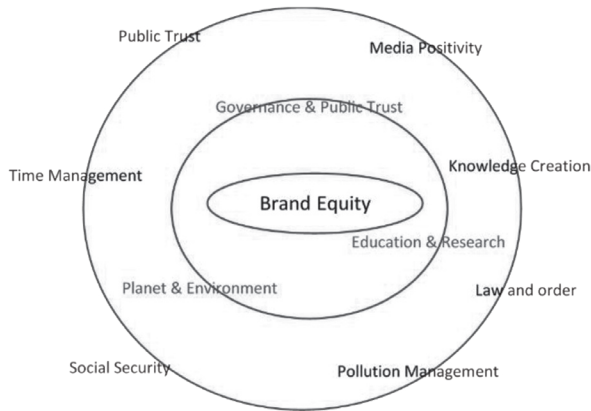 Public Trust
Media Positivity
Governance & Public Trust
Knowledge Creation
Time Management
Brand Equity
Education & Research
Planet & Environment
Law and order
Social Security
Pollution Management